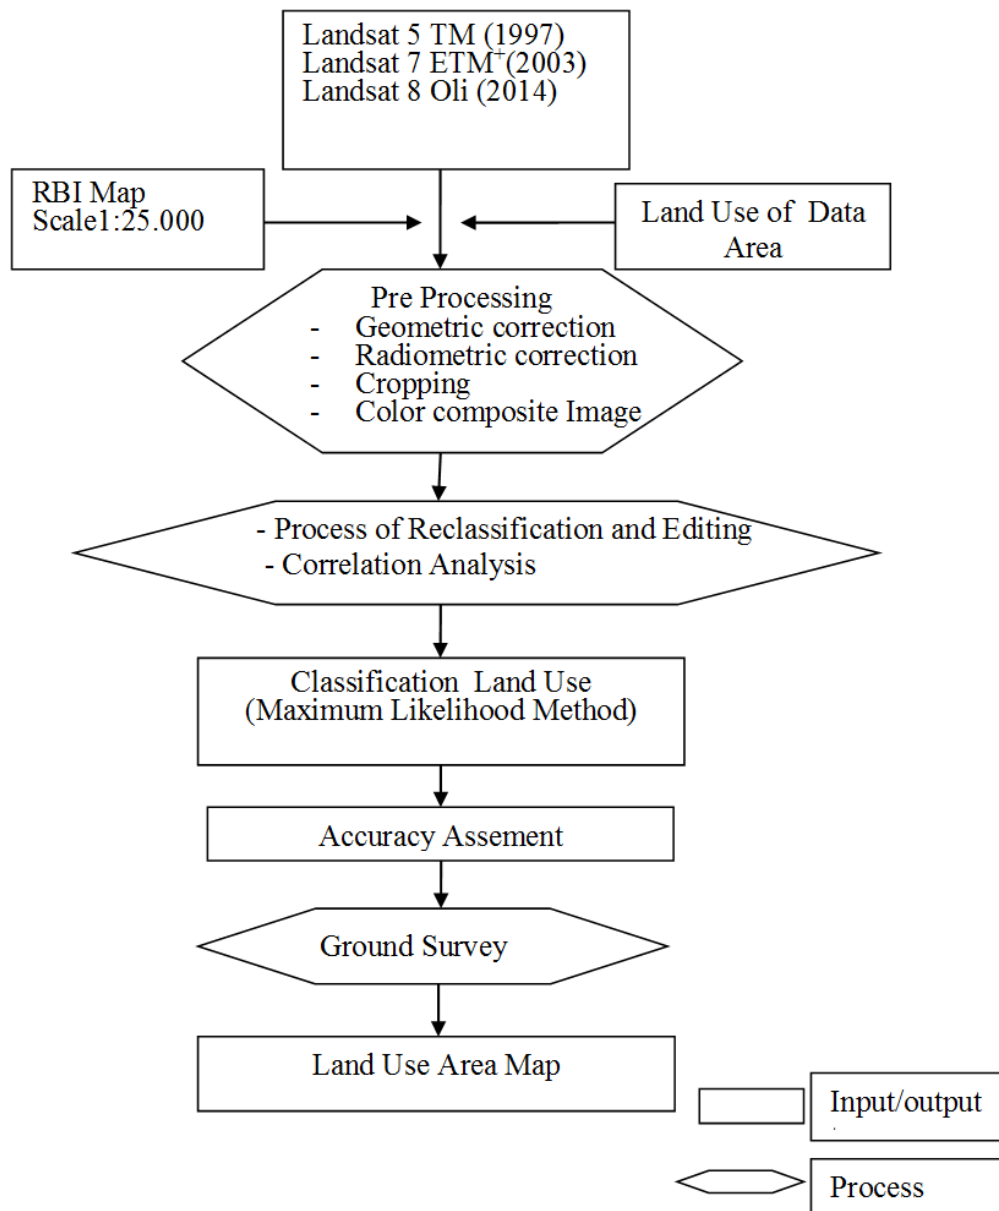 Landsat 5 TM (1997)
Landsat 7 ETM+(2003)
Landsat 8 Oli (2014)
RBI Map
Scale1:25.000
Land Use of Data
Area
Pre Processing
- Geometric correction
- Radiometric correction
- Cropping
- Color composite Image
- Process of Reclassification and Editing
- Correlation Analysis
Classification Land Use
(Maximum Likelihood Method)
Accuracy Assement
Ground Survey
Land Use Area Map
Input/output
.
Process